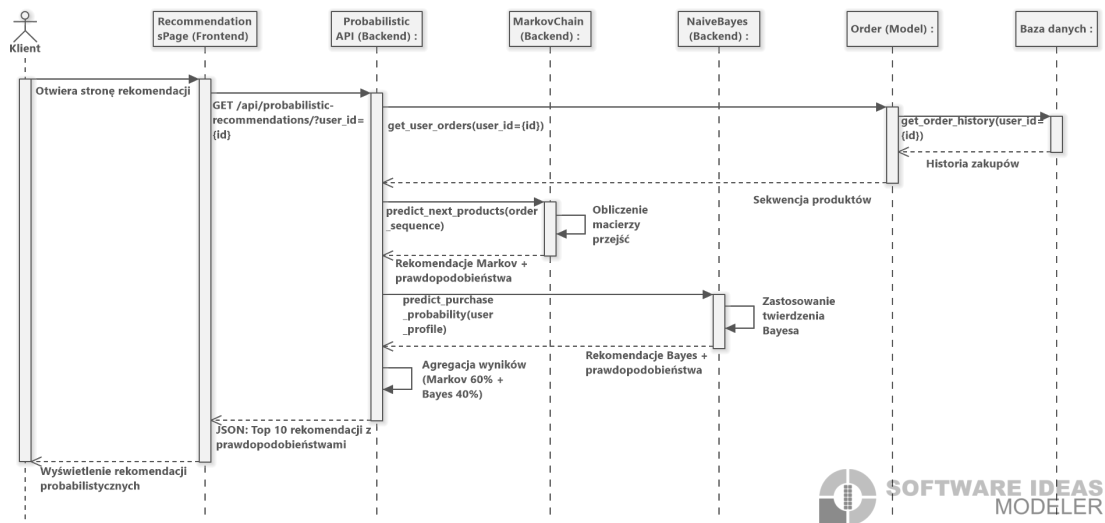 Klient
Recommendation
sPage (Frontend)
Probabilistic
API (Backend) :
MarkovChain
(Backend) :
NaiveBayes
(Backend) :
Order (Model) :
Baza danych :
Otwiera stronę rekomendacji
GET /api/probabilistic-
recommendations/?user_id=
{id}
get_user_orders(user_id={id})
get_order_history(user_id=
{id})
Historia zakupów
Sekwencja produktów
predict_next_products(order
_sequence)
Obliczenie
macierzy
przejść
Rekomendacje Markov +
prawdopodobieństwa
predict_purchase
_probability(user
_profile)
Zastosowanie
twierdzenia
Bayesa
Rekomendacje Bayes +
prawdopodobieństwa
Agregacja wyników
(Markov 60% +
Bayes 40%)
JSON: Top 10 rekomendacji z
prawdopodobieństwami
Wyświetlenie rekomendacji
probabilistycznych
SOFTWARE IDEAS
MODELER